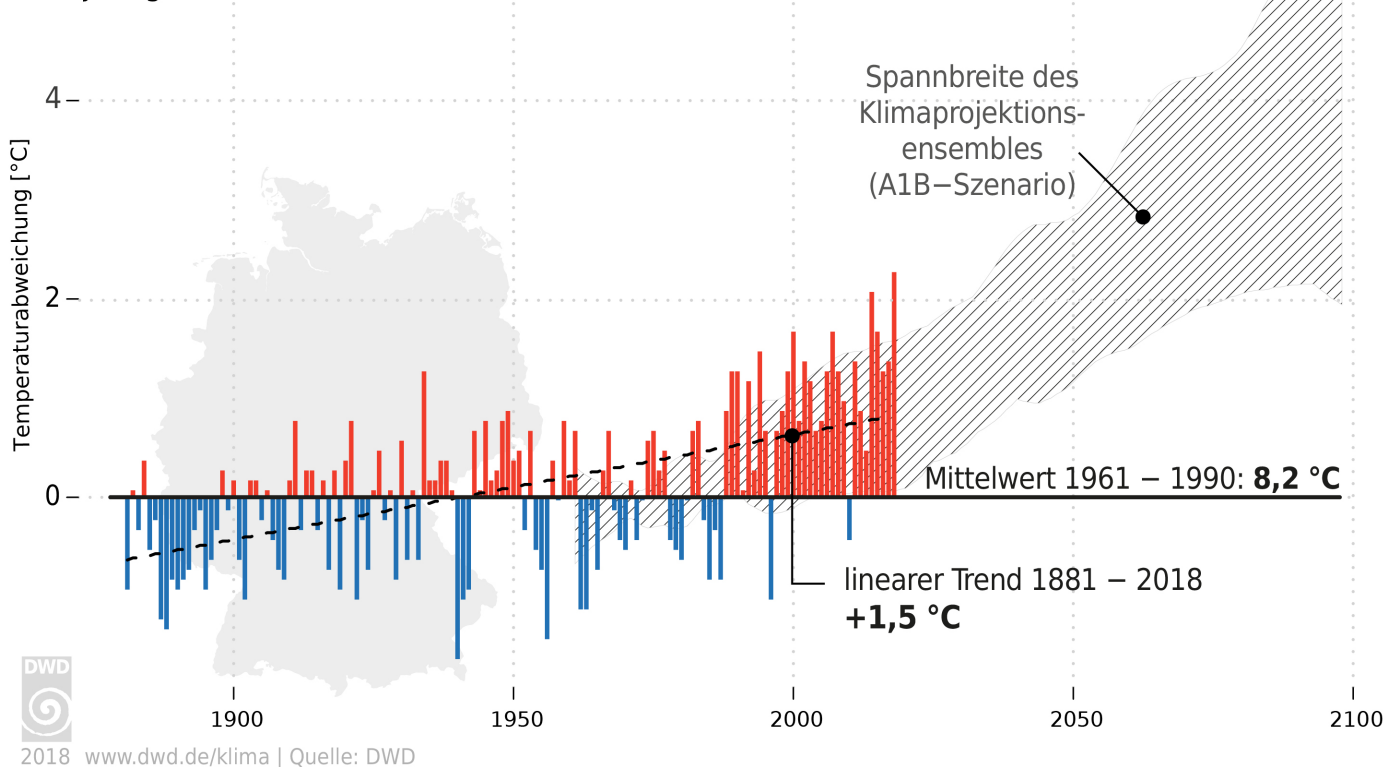 4
Spannbreite des
Klimaprojektions-
ensembles
(A1B−Szenario)
Temperaturabweichung [°C]
2
0
Mittelwert 1961 − 1990: 8,2 °C
linearer Trend 1881 − 2018
+1,5 °C
DWD
1900 1950 2000 2050 2100
2018 www.dwd.de/klima | Quelle: DWD